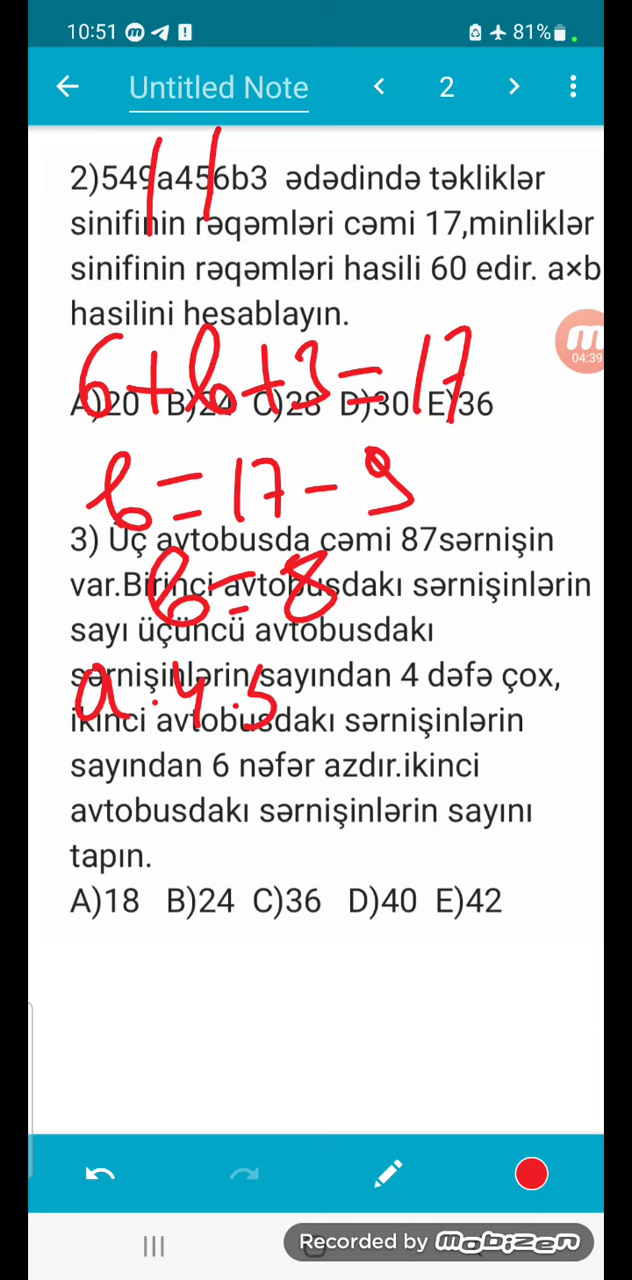 10:51 81%
Untitled Note < 2 >
2)549a456b3 ədədində təkliklər
sinifinin rəqəmləri cəmi 17,minliklər
sinifinin rəqəmləri hasili 60 edir. a×b
hasilini hesablayın.
04:39
6+b+3=17
A)20 B)24 C)28 D)30 E)36
b=17-9
3) Üç avtobusda cəmi 87sərnişin
b=8
var.Birinci avtobusdakı sərnişinlərin
sayı üçüncü avtobusdakı
a.4.5
sərnişinlərin sayından 4 dəfə çox,
ikinci avtobusdakı sərnişinlərin
sayından 6 nəfər azdır.ikinci
avtobusdakı sərnişinlərin sayını
tapın.
A)18 B)24 C)36 D)40 E)42
Recorded by mobizen